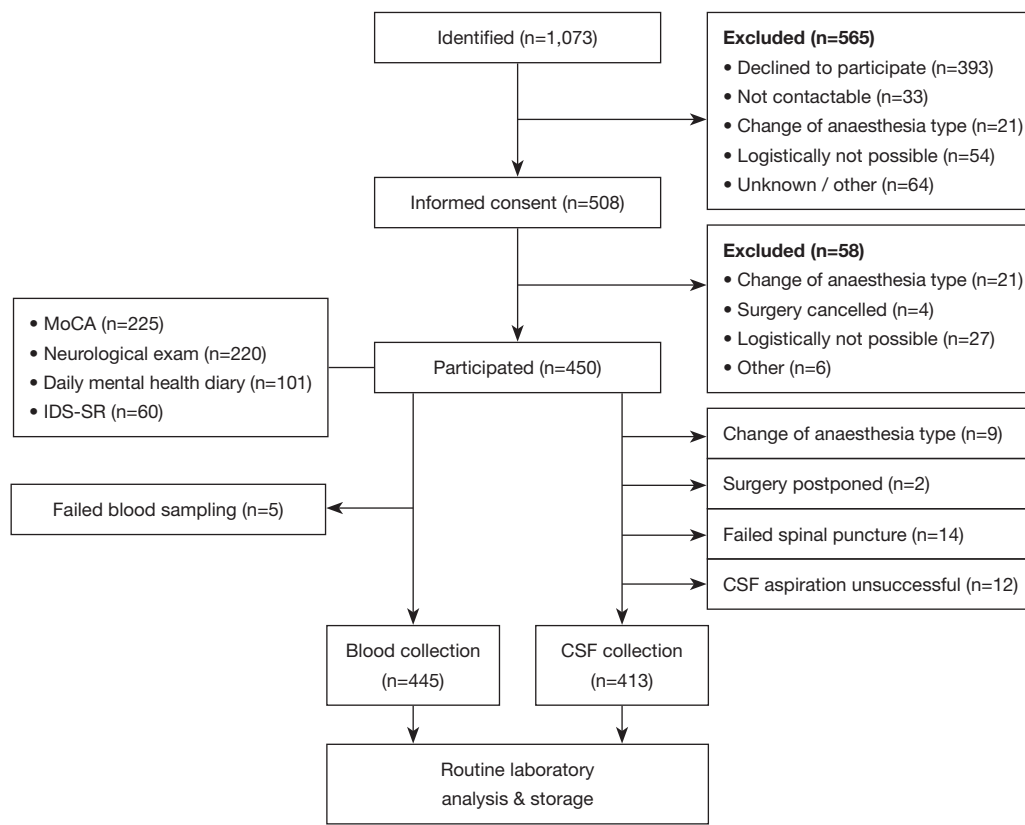 Identified (n=1,073)
Excluded (n=565)
• Declined to participate (n=393)
• Not contactable (n=33)
• Change of anaesthesia type (n=21)
• Logistically not possible (n=54)
• Unknown / other (n=64)
Informed consent (n=508)
Excluded (n=58)
• Change of anaesthesia type (n=21)
• Surgery cancelled (n=4)
• Logistically not possible (n=27)
• Other (n=6)
• MoCA (n=225)
• Neurological exam (n=220)
• Daily mental health diary (n=101)
• IDS-SR (n=60)
Participated (n=450)
Change of anaesthesia type (n=9)
Surgery postponed (n=2)
Failed blood sampling (n=5)
Failed spinal puncture (n=14)
CSF aspiration unsuccessful (n=12)
Blood collection
(n=445)
CSF collection
(n=413)
Routine laboratory
analysis & storage